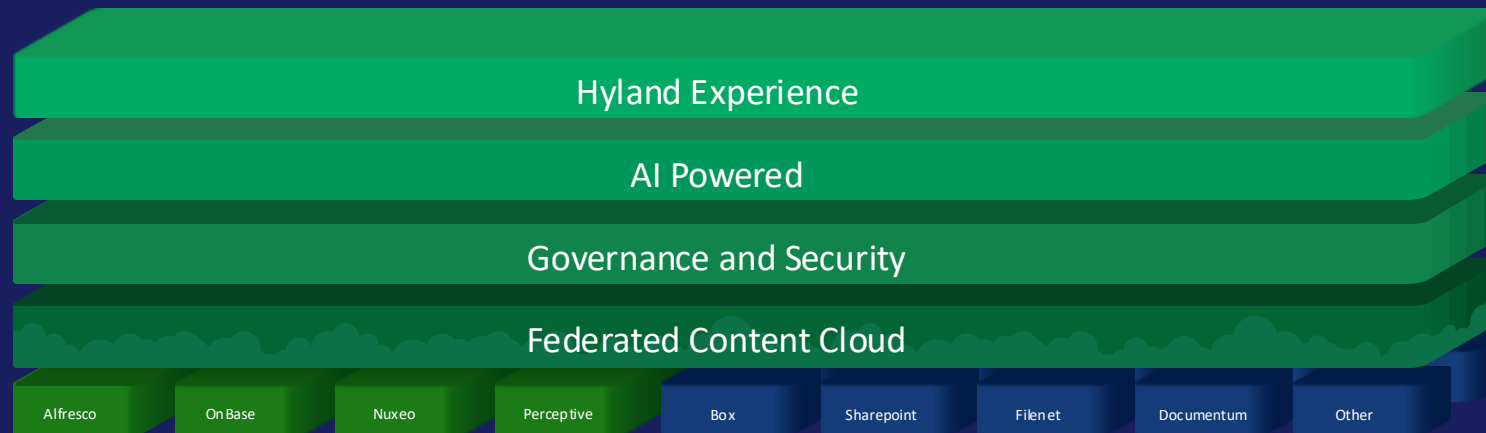 Hyland Experience
AI Powered
Governance and Security
Federated Content Cloud
Alfresco OnBase Nuxeo Perceptive Box Sharepoint Filenet Documentum Other